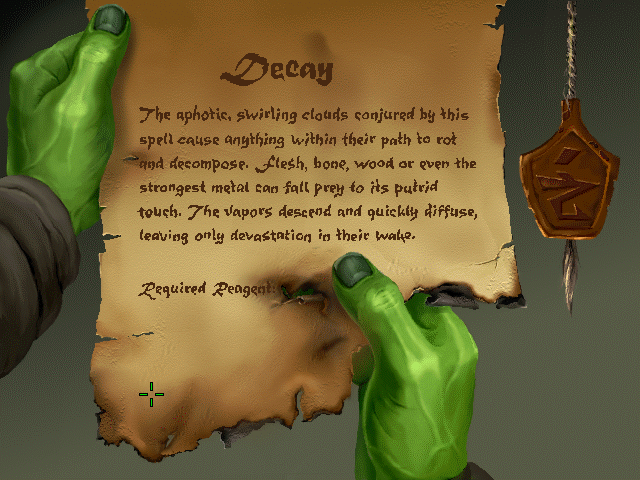 Decay
The aphotic, swirling clouds conjured by this
spell cause anything within their path to rot
and decompose. Flesh, bone, wood or even the
strongest metal can fall prey to its putrid
touch. The vapors descend and quickly diffuse,
leaving only devastation in their wake.
Required Reagent: